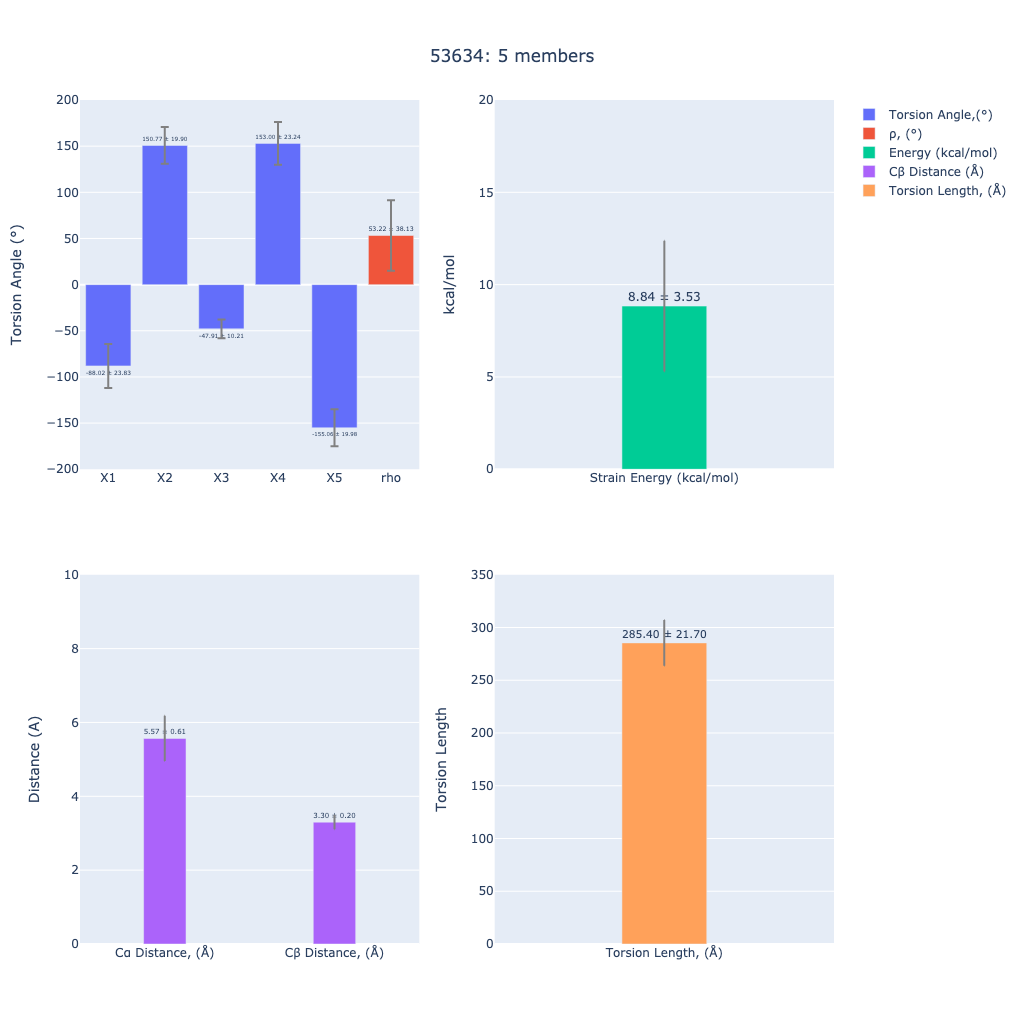 53634: 5 members
Torsion Angle (°)
200
150
100
50
0
−50
−100
−150
−200
-88.02 ± 23.83
150.77 ± 19.90
-47.91 ± 10.21
153.00 ± 23.24
-155.06 ± 19.98
53.22 ± 38.13
X1
X2
X3
X4
X5
rho
kcal/mol
20
15
10
5
0
8.84 ± 3.53
Strain Energy (kcal/mol)
Torsion Angle,(°)
ρ, (°)
Energy (kcal/mol)
Cβ Distance (Å)
Torsion Length, (Å)
Distance (A)
10
8
6
4
2
0
5.57 ± 0.61
3.30 ± 0.20
Cα Distance, (Å)
Cβ Distance, (Å)
Torsion Length
350
300
250
200
150
100
50
0
285.40 ± 21.70
Torsion Length, (Å)